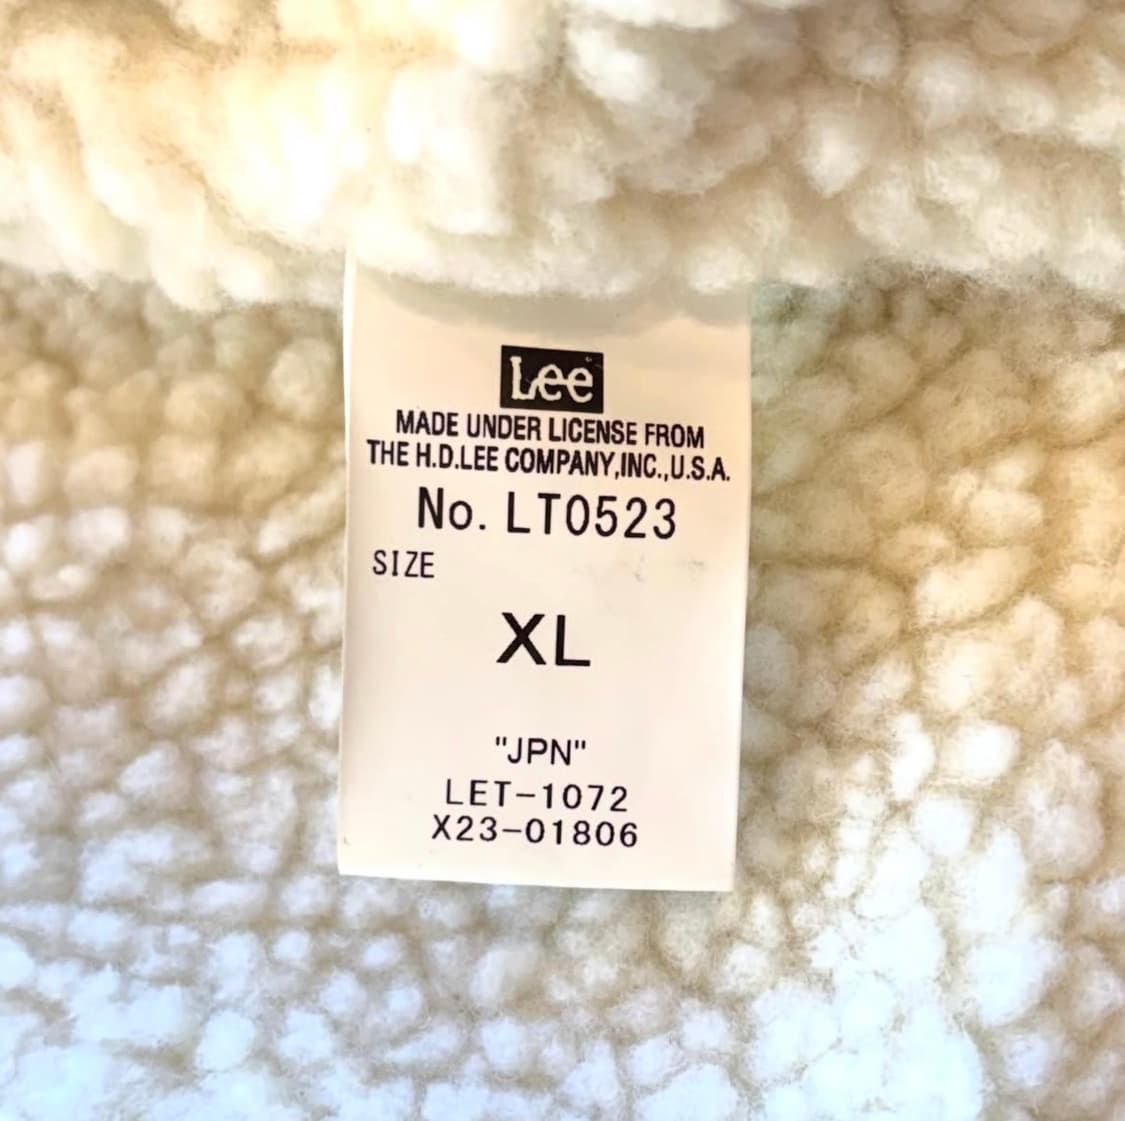 Lee
MADE UNDER LICENSE FROM
THE H.D.LEE COMPANY,INC.,U.S.A.
No. LT0523
SIZE
XL
"JPN"
LET-1072
X23-01806